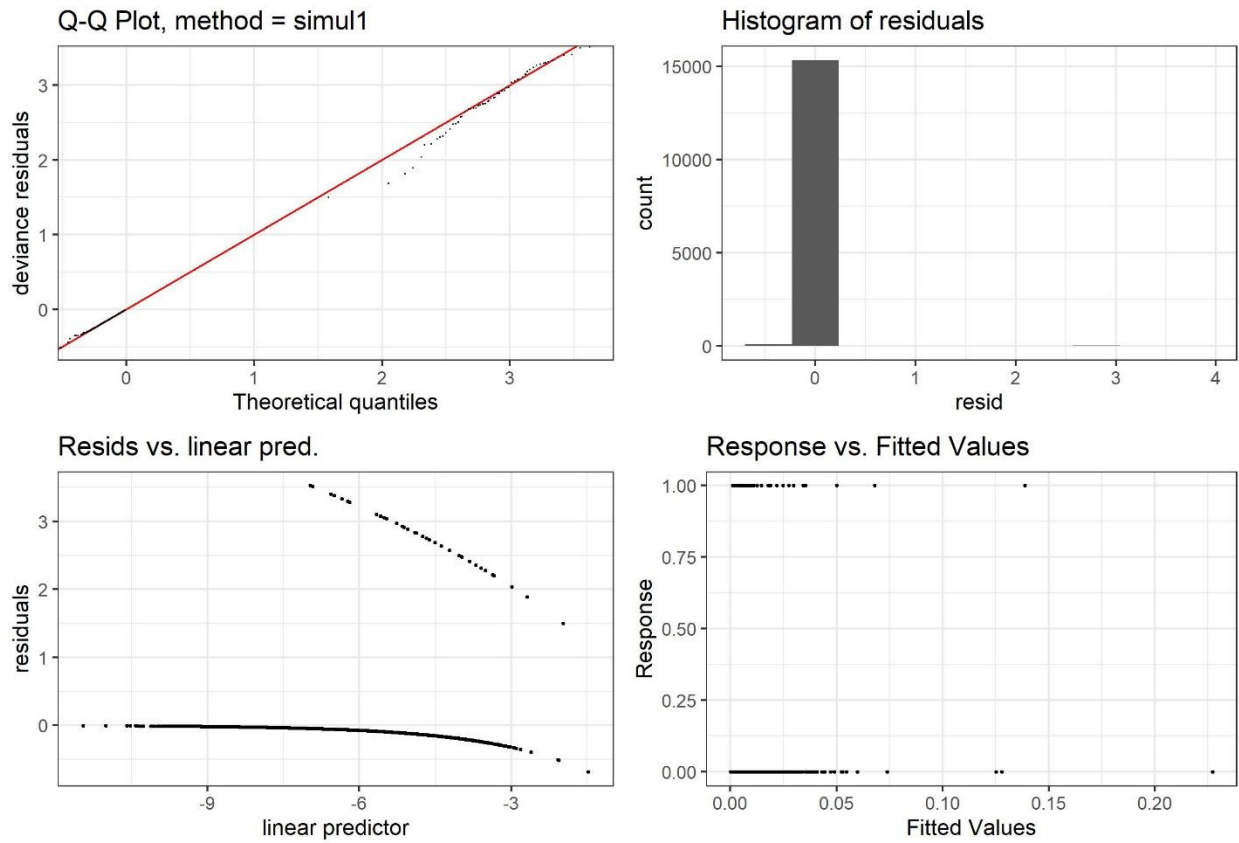 Q-Q Plot, method = simul1
deviance residuals
3
2
1
0
0 1 2 3
Theoretical quantiles
Histogram of residuals
count
15000
10000
5000
0
0 1 2 3 4
resid
Resids vs. linear pred.
residuals
3
2
1
0
-9 -6 -3
linear predictor
Response vs. Fitted Values
Response
1.00
0.75
0.50
0.25
0.00
0.00 0.05 0.10 0.15 0.20
Fitted Values